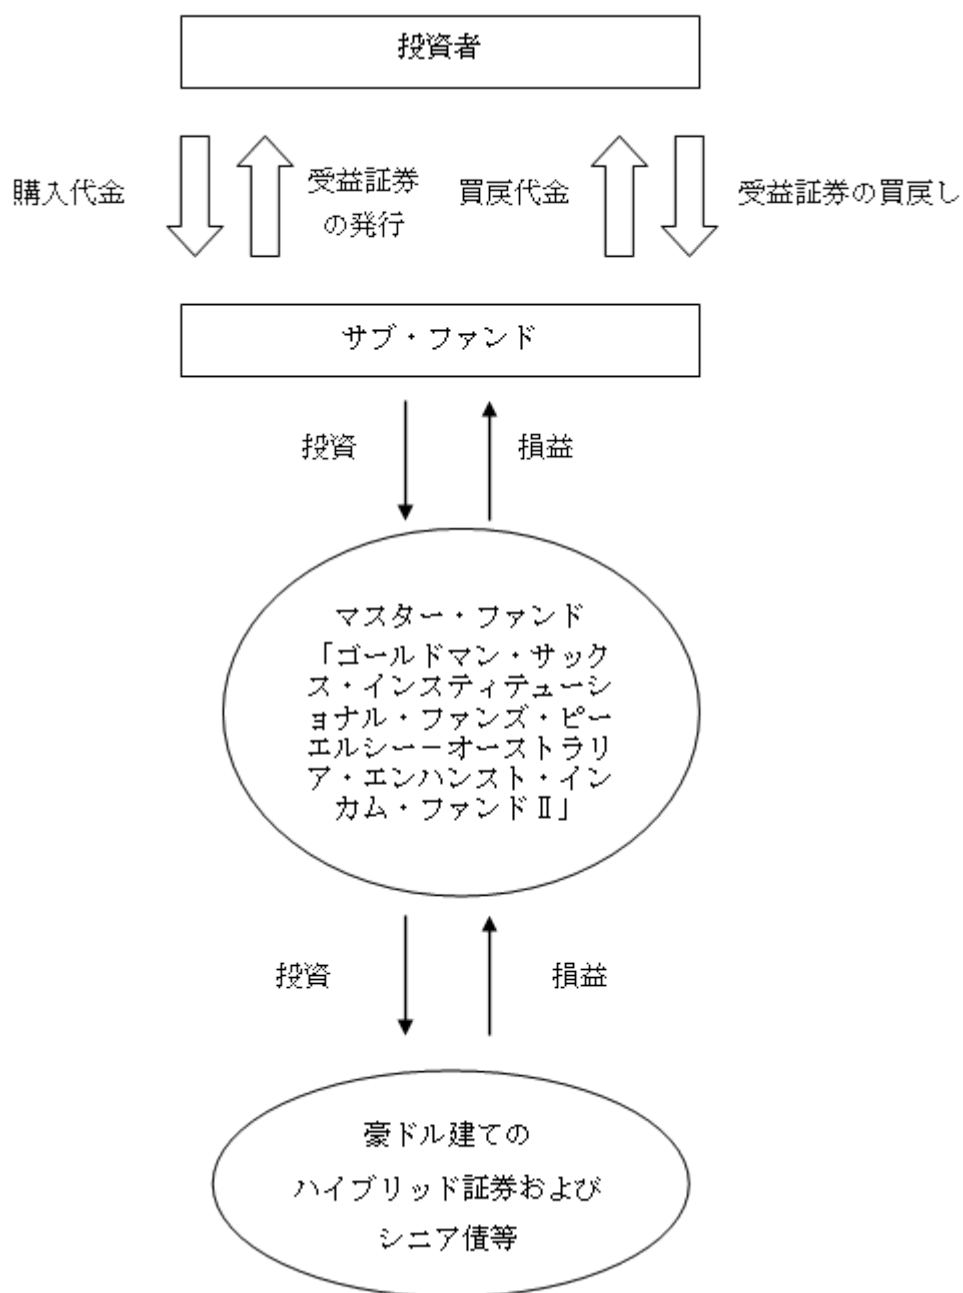 投資者
購入代金
受益証券
の発行
買戻代金
受益証券の買戻し
サブ・ファンド
投資
損益
マスター・ファンド
「ゴールドマン・サック
ス・インスティテューシ
ョナル・ファンズ・ピー
エルシー－オーストラリ
ア・エンハンスト・イン
カム・ファンドⅡ」
投資
損益
豪ドル建ての
ハイブリッド証券および
シニア債等